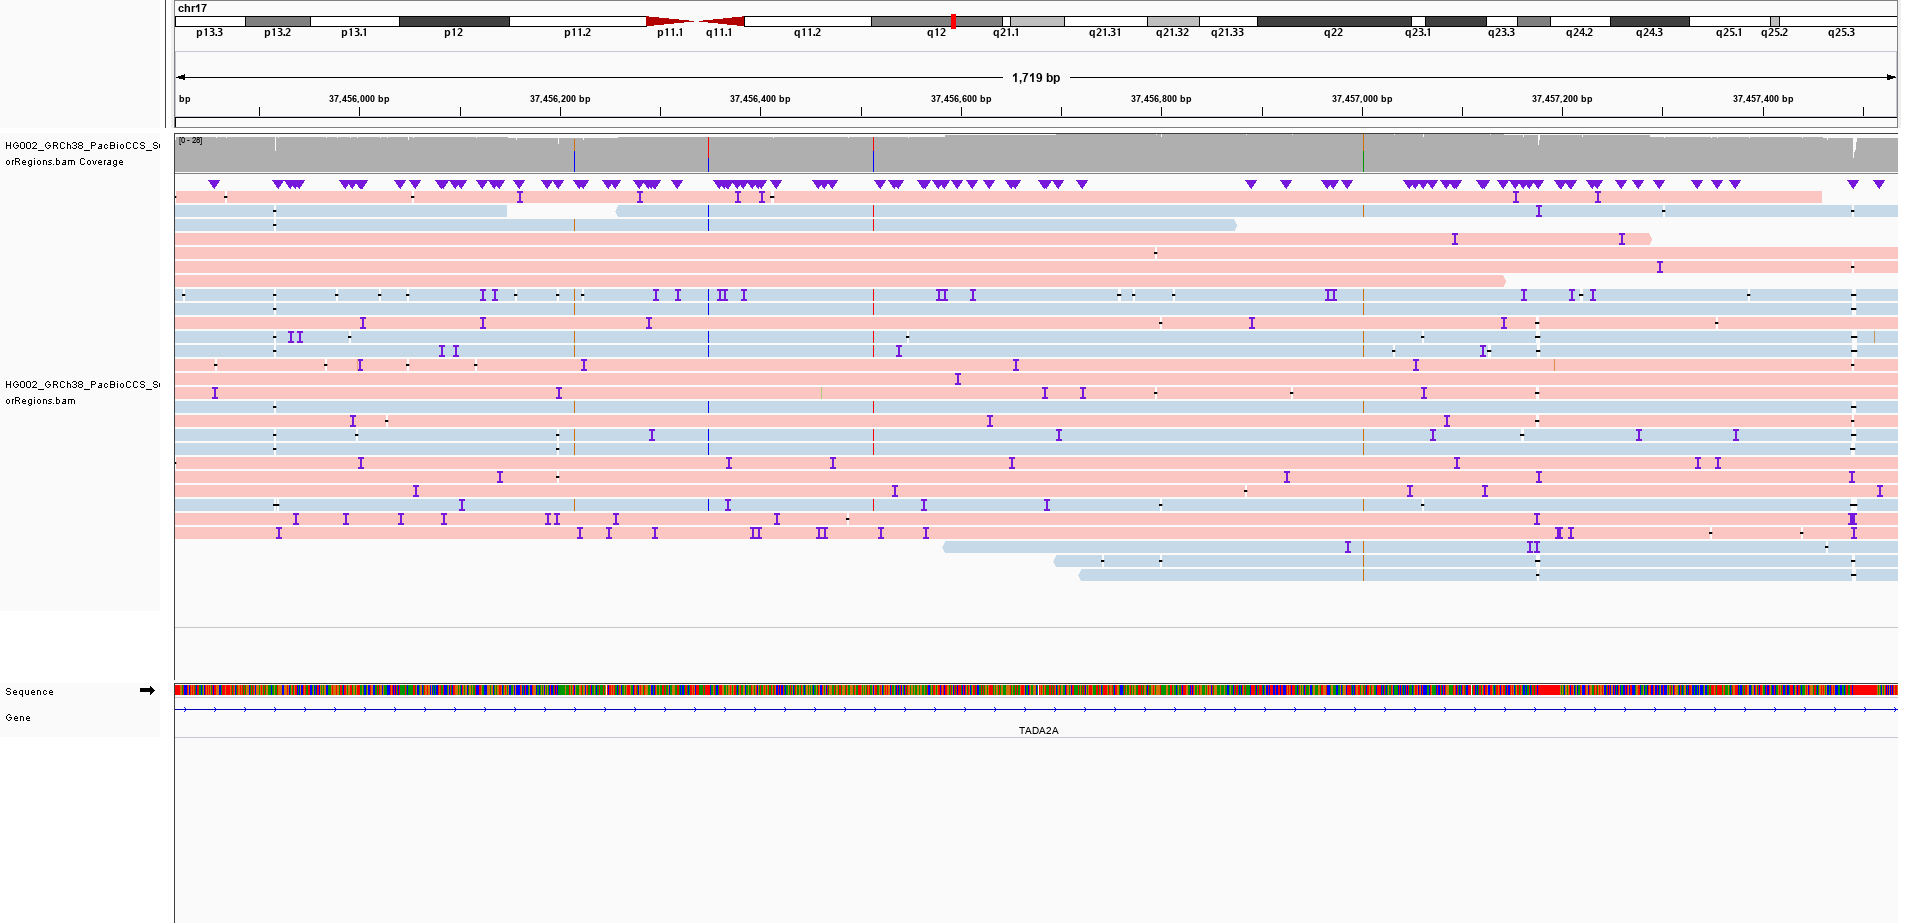 chr17
p13.3 p13.2 p13.1 p12 p11.2 p11.1 q11.1 q11.2 q12 q21.1 q21.31 q21.32 q21.33 q22 q23.1 q23.3 q24.2 q24.3 q25.1 q25.2 q25.3
1,719 bp
bp 37,456,000 bp 37,456,200 bp 37,456,400 bp 37,456,600 bp 37,456,800 bp 37,457,000 bp 37,457,200 bp 37,457,400 bp
[0 - 28]
HG002_GRCh38_PacBioCCS_S
orRegions.bam Coverage
HG002_GRCh38_PacBioCCS_S
orRegions.bam
Sequence
Gene
TADA2A